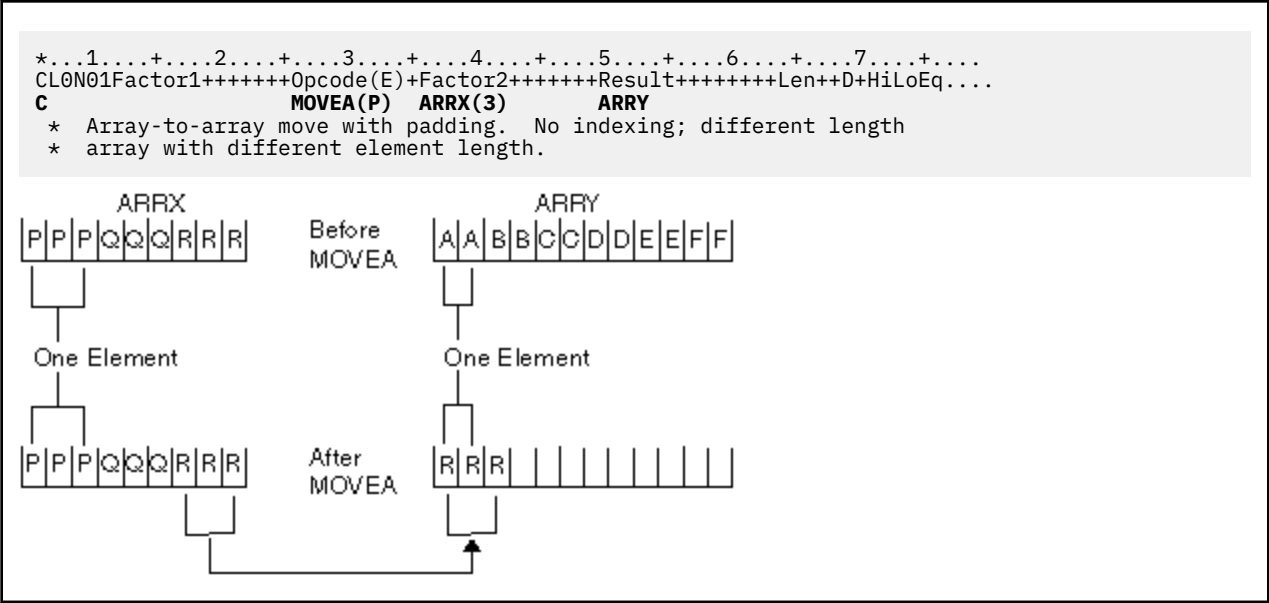 *...1....+....2....+....3....+....4....+....5....+....6....+....7....+....
CL0N01Factor1+++++++Opcode(E)+Factor2+++++++Result++++++++Len++D+HiLoEq....
C                   MOVEA(P)  ARRX(3)       ARRY
 *  Array-to-array move with padding.  No indexing; different length
 *  array with different element length.
ARRX ARRY
P P P Q Q Q R R R Before A A B B C C D D E E F F
MOVEA
One Element One Element
P P P Q Q Q R R R After R R R
MOVEA